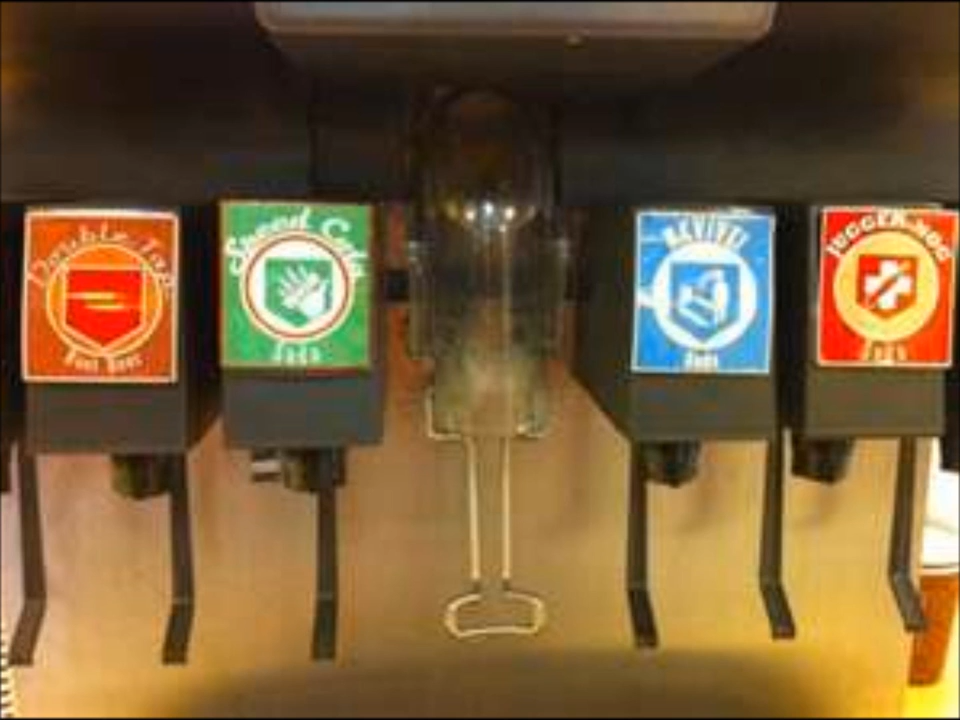 Double Tap
Root Beer
Speed Cola
Soda
REVIVE
Soda
JUGGER-NOG
Soda